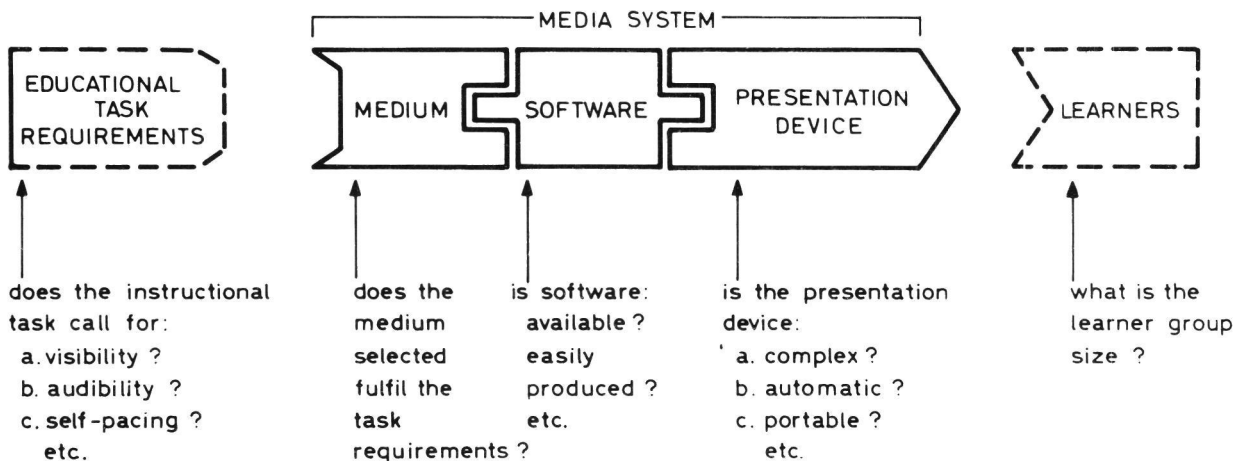 MEDIA SYSTEM
EDUCATIONAL
TASK
REQUIREMENTS
MEDIUM
SOFTWARE
PRESENTATION
DEVICE
LEARNERS
does the instructional
task call for:
a. visibility ?
b. audibility ?
c. self-pacing ?
etc.
does the
medium
selected
fulfil the
task
requirements ?
is software:
available ?
easily
produced ?
etc.
is the presentation
device:
a. complex ?
b. automatic ?
c. portable ?
etc.
what is the
learner group
size ?